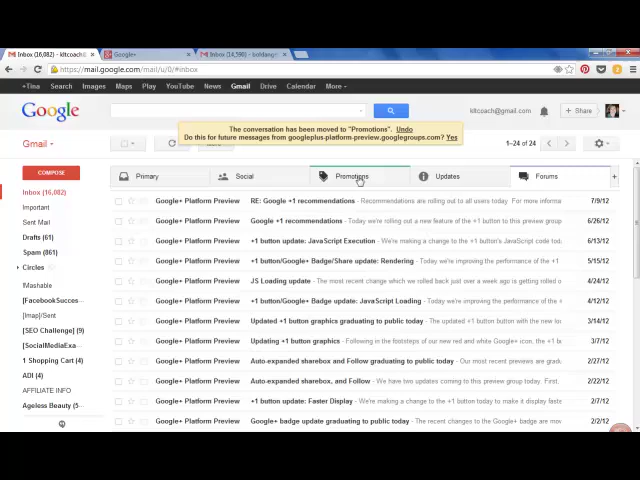 Inbox (16,082) - kltcoach@g
Google+
Inbox (14,590) - boldangl
https://mail.google.com/mail/u/0/#inbox
+Tina Search Images Maps Play YouTube News Gmail Drive Calendar More
Google
kltcoach@gmail.com
+ Share
The conversation has been moved to "Promotions". Undo
Do this for future messages from googleplus-platform-preview.googlegroups.com? Yes
Gmail
1–24 of 24
COMPOSE
Primary
Social
Promotions
Updates
Forums
+
Inbox (16,082)
Important
Sent Mail
Drafts (61)
Spam (861)
Circles
!Mashable
[FacebookSucces...
[Imap]/Sent
[SEO Challenge] (9)
[SocialMediaExa...
1 Shopping Cart (4)
ADI (4)
AFFILIATE INFO
Ageless Beauty (5...
Google+ Platform Preview RE: Google +1 recommendations - Recommendations are rolling out to all users today For more informa 7/9/12
Google+ Platform Preview Google +1 recommendations - Today we're rolling out a new feature of the +1 button to this preview group 6/26/12
Google+ Platform Preview +1 button update: JavaScript Execution - We're making a change to the +1 button's JavaScript code tod 6/13/12
Google+ Platform Preview +1 button/Google+ Badge/Share update: Rendering - Today we're improving the performance of the 5/15/12
Google+ Platform Preview JS Loading update - The most recent change which we rolled back just over a week ago is getting rolled o 4/24/12
Google+ Platform Preview +1 button/Google+ Badge update: JavaScript Loading - Today we're improving the performance of the + 4/12/12
Google+ Platform Preview Updated +1 button graphics graduating to public today - We're updating the +1 button with the new lo 3/14/12
Google+ Platform Preview Updated +1 button graphics - Following in the footsteps of our new red and white Google+ icon, the +1 b 3/7/12
Google+ Platform Preview Auto-expanded sharebox and Follow graduating to public today - Our most recent previews are grad 2/27/12
Google+ Platform Preview Auto-expanded sharebox, and Follow - We have two updates coming to this preview group today. First 2/22/12
Google+ Platform Preview +1 button update: Faster Display - We're making a change to the +1 button today to make it display faste 2/7/12
Google+ Platform Preview Google+ badge update graduating to public today - The recent changes to the Google+ badge are now 2/2/12